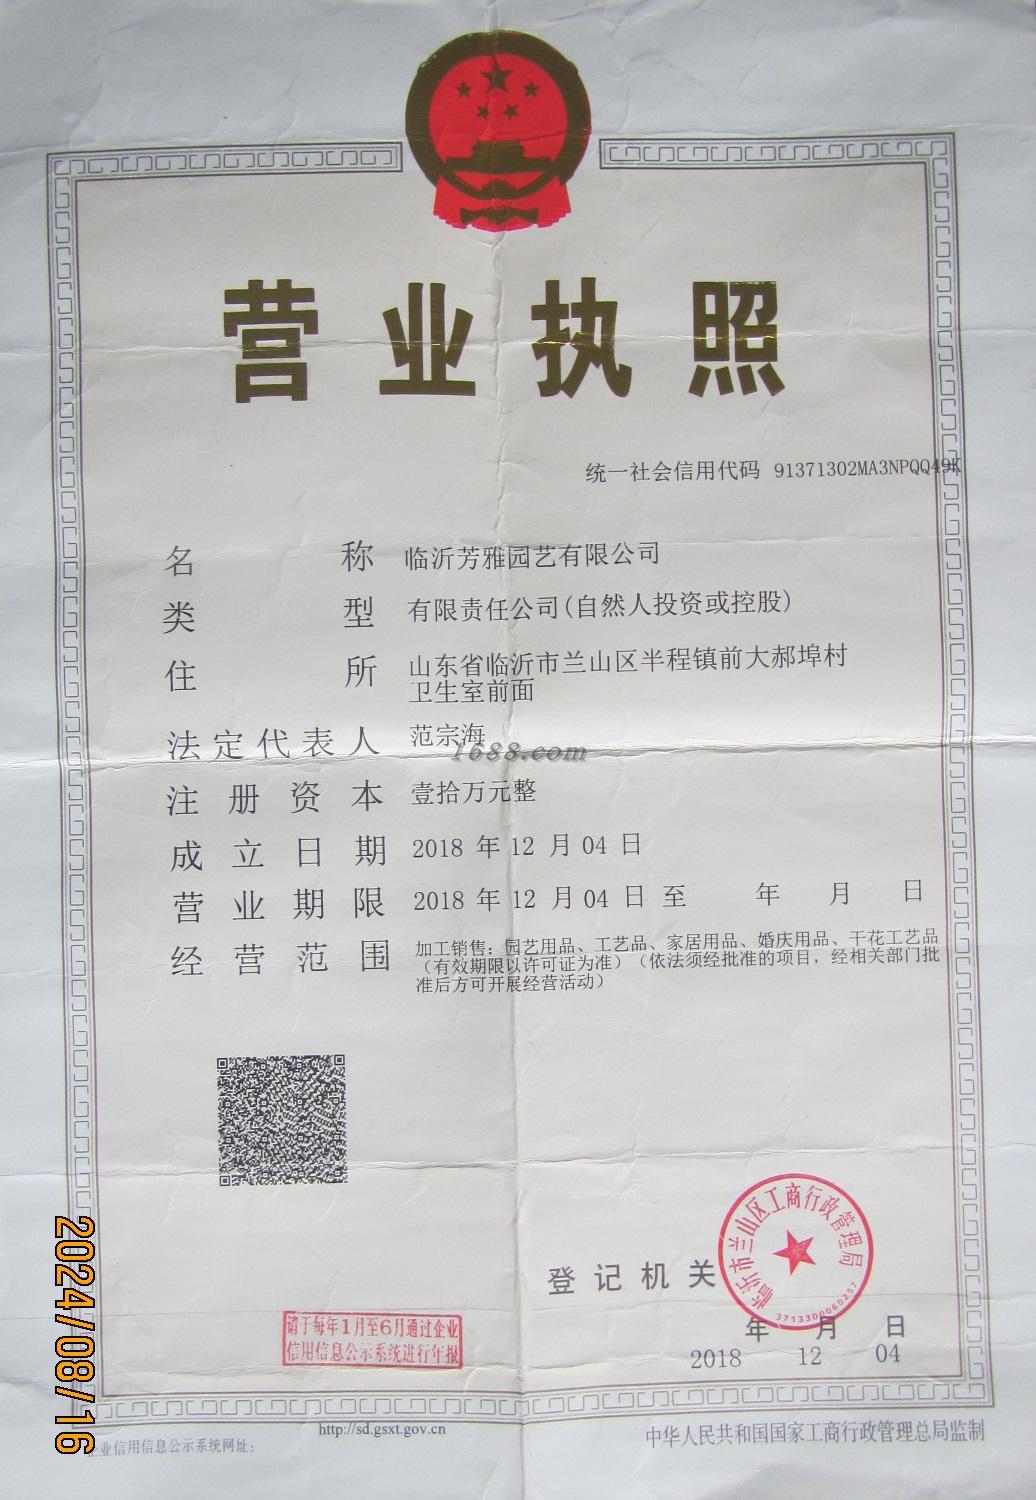 营业执照
统一社会信用代码 91371302MA3NPQQ49K
名称 临沂芳雅园艺有限公司
类型 有限责任公司(自然人投资或控股)
住所 山东省临沂市兰山区半程镇前大郝埠村
卫生室前面
法定代表人 范宗海
1688.com
注册资本 壹拾万元整
成立日期 2018 年 12 月 04 日
营业期限 2018 年 12 月 04 日 至 年 月 日
经营范围 加工销售：园艺用品、工艺品、家居用品、婚庆用品、干花工艺品
（有效期限以许可证为准）（依法须经批准的项目，经相关部门批
准后方可开展经营活动）
临沂市兰山区工商行政管理局
3713300060257
登记机关
年 月 日
2018 12 04
请于每年1月至6月通过企业
信用信息公示系统进行年报
2024/08/16
企业信用信息公示系统网址：
http://sd.gsxt.gov.cn
中华人民共和国国家工商行政管理总局监制